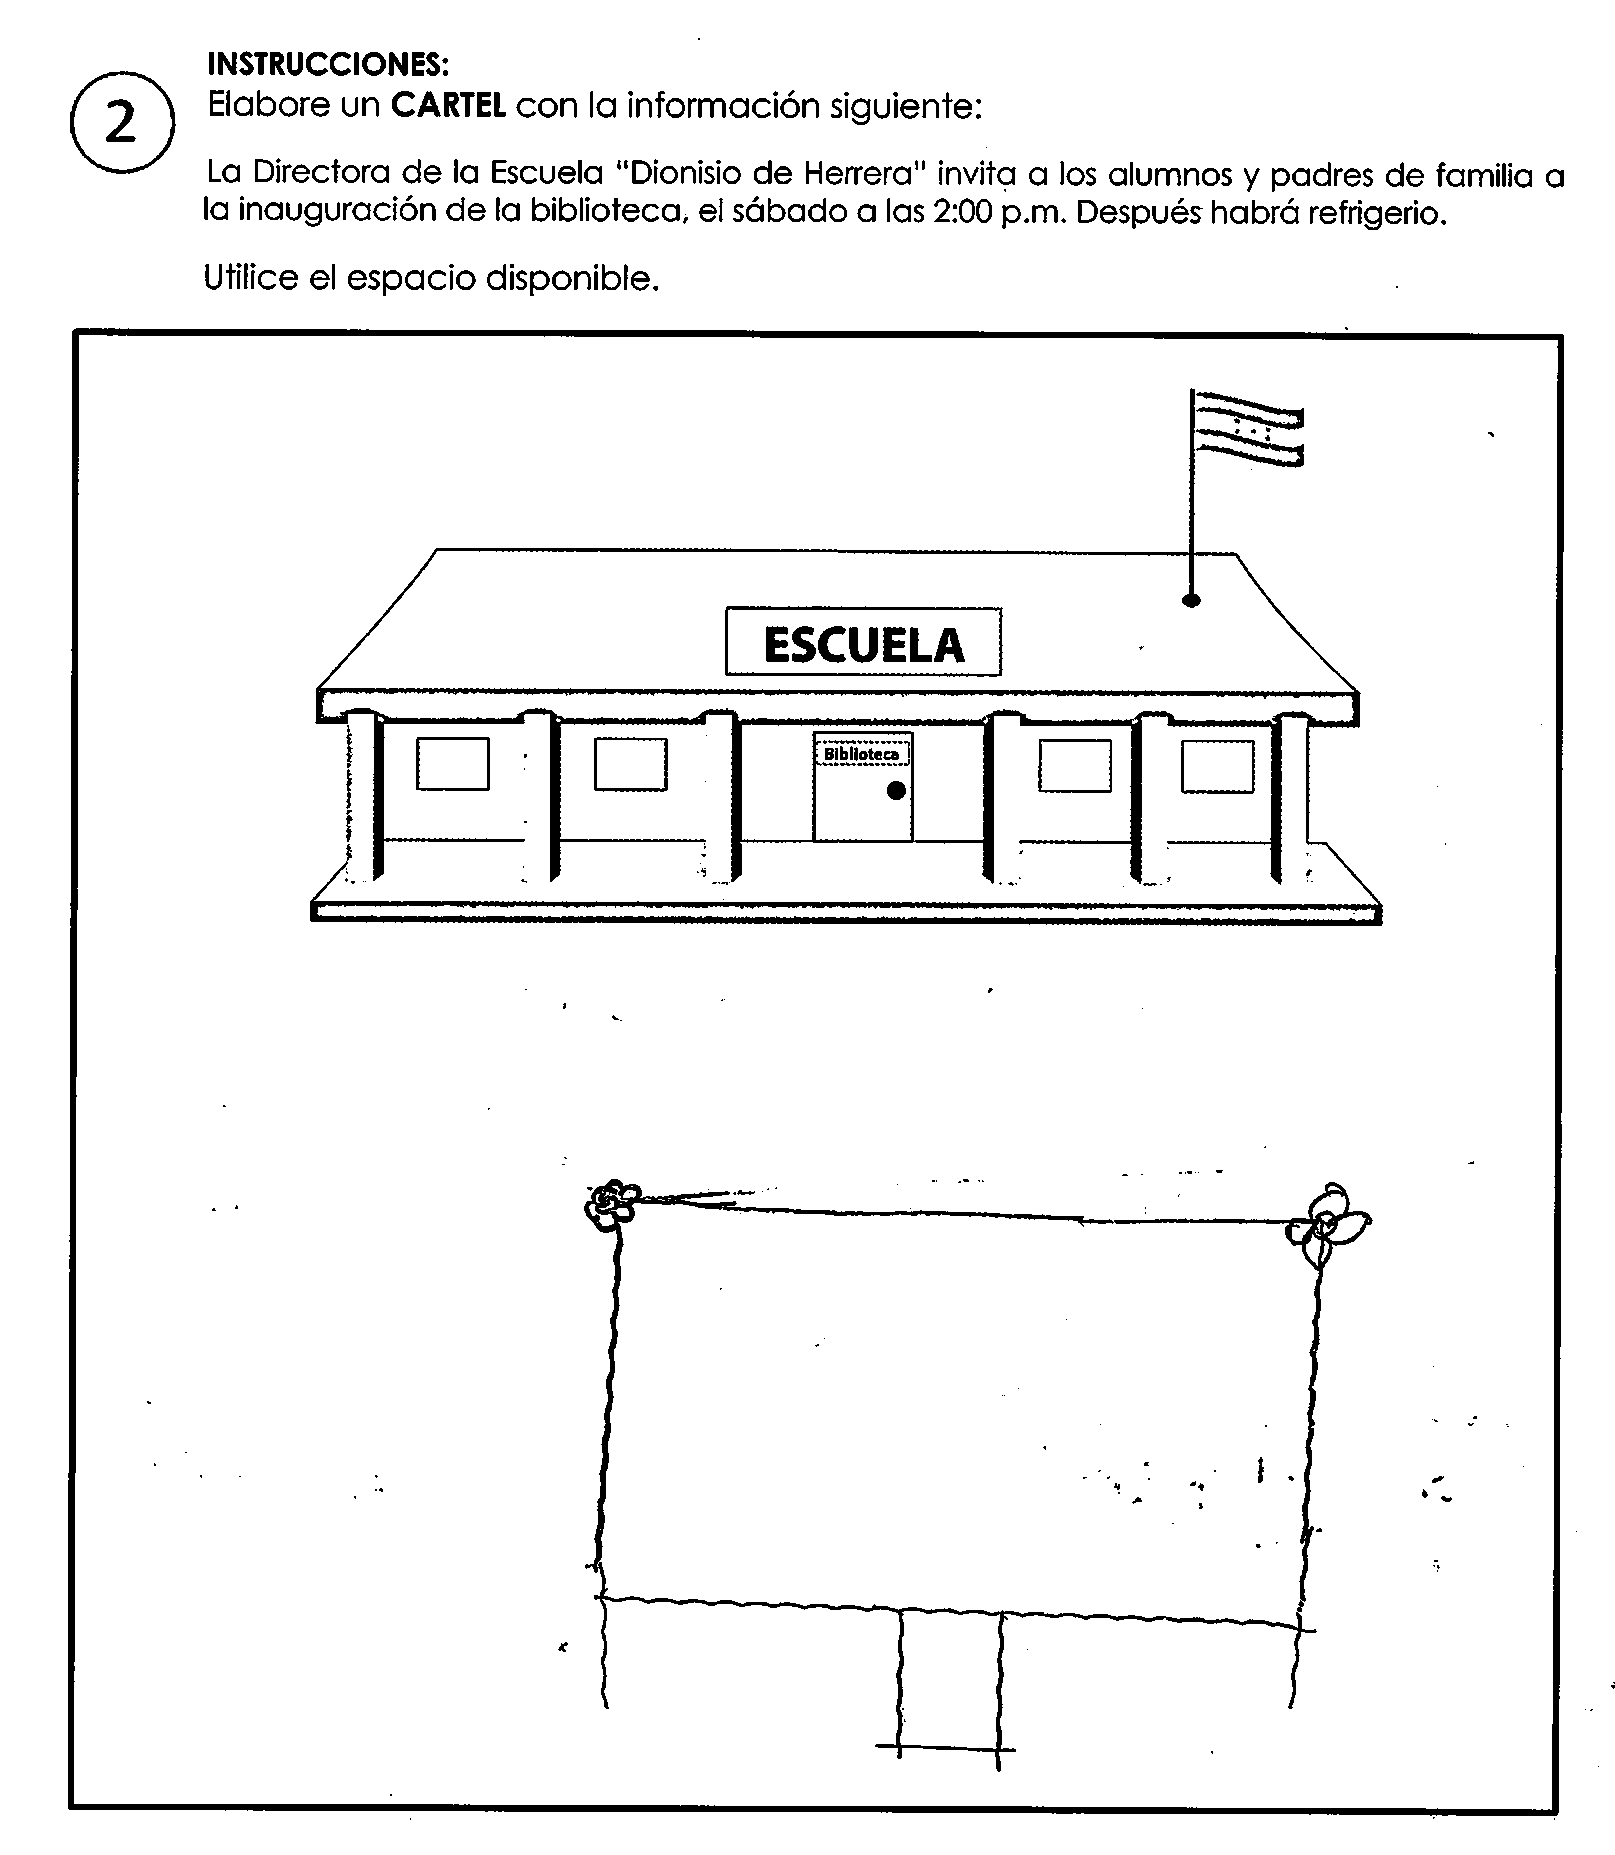 INSTRUCCIONES:
2
Elabore un CARTEL con la información siguiente:
La Directora de la Escuela "Dionisio de Herrera" invita a los alumnos y padres de familia a
la inauguración de la biblioteca, el sábado a las 2:00 p.m. Después habrá refrigerio.
Utilice el espacio disponible.
ESCUELA
Biblioteca